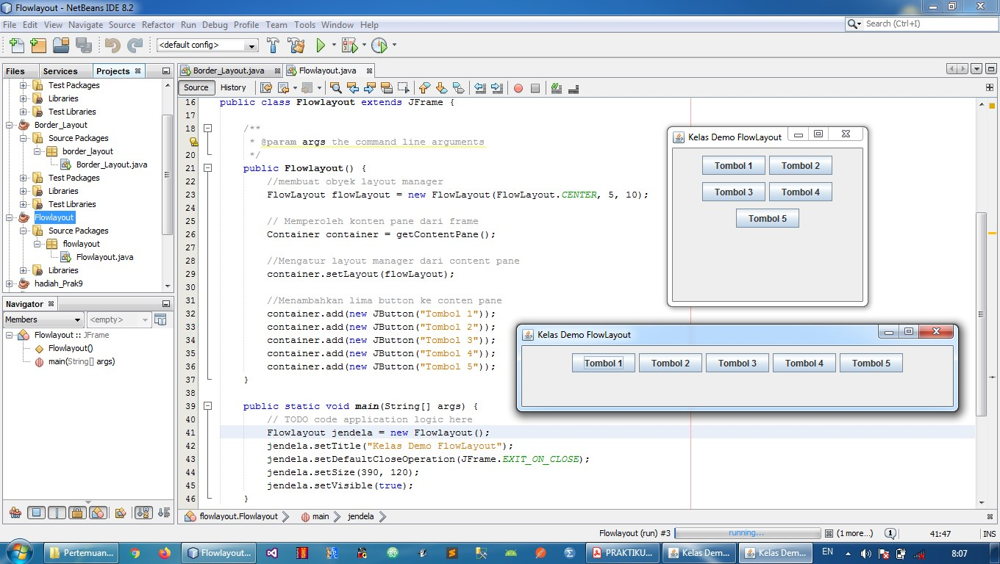 Flowlayout - NetBeans IDE 8.2
File Edit View Navigate Source Refactor Run Debug Profile Team Tools Window Help
Search (Ctrl+I)
<default config>
Files Services Projects
Test Packages
Libraries
Test Libraries
Border_Layout
Source Packages
border_layout
Border_Layout.java
Test Packages
Libraries
Test Libraries
Flowlayout
Source Packages
flowlayout
Flowlayout.java
Libraries
hadiah_Prak9
Navigator
Members <empty>
Flowlayout :: JFrame
Flowlayout()
main(String[] args)
Border_Layout.java Flowlayout.java
Source History
16 public class Flowlayout extends JFrame {
17
18 /**
* @param args the command line arguments
20 */
21 public Flowlayout() {
22 //membuat obyek layout manager
23 FlowLayout flowLayout = new FlowLayout(FlowLayout.CENTER, 5, 10);
24
25 // Memperoleh konten pane dari frame
26 Container container = getContentPane();
27
28 //Mengatur layout manager dari content pane
29 container.setLayout(flowLayout);
30
31 //Menambahkan lima button ke conten pane
32 container.add(new JButton("Tombol 1"));
33 container.add(new JButton("Tombol 2"));
34 container.add(new JButton("Tombol 3"));
35 container.add(new JButton("Tombol 4"));
36 container.add(new JButton("Tombol 5"));
37 }
38
39 public static void main(String[] args) {
40 // TODO code application logic here
41 Flowlayout jendela = new Flowlayout();
42 jendela.setTitle("Kelas Demo FlowLayout");
43 jendela.setDefaultCloseOperation(JFrame.EXIT_ON_CLOSE);
44 jendela.setSize(390, 120);
45 jendela.setVisible(true);
46 }
Kelas Demo FlowLayout
Tombol 1 Tombol 2
Tombol 3 Tombol 4
Tombol 5
Kelas Demo FlowLayout
Tombol 1 Tombol 2 Tombol 3 Tombol 4 Tombol 5
flowlayout.Flowlayout main jendela
Flowlayout (run) #3 running... (1 more...) 1 41:47 INS
Pertemuan... Flowlayout... PRAKTIKU... Kelas Dem... Kelas Dem... EN 8:07